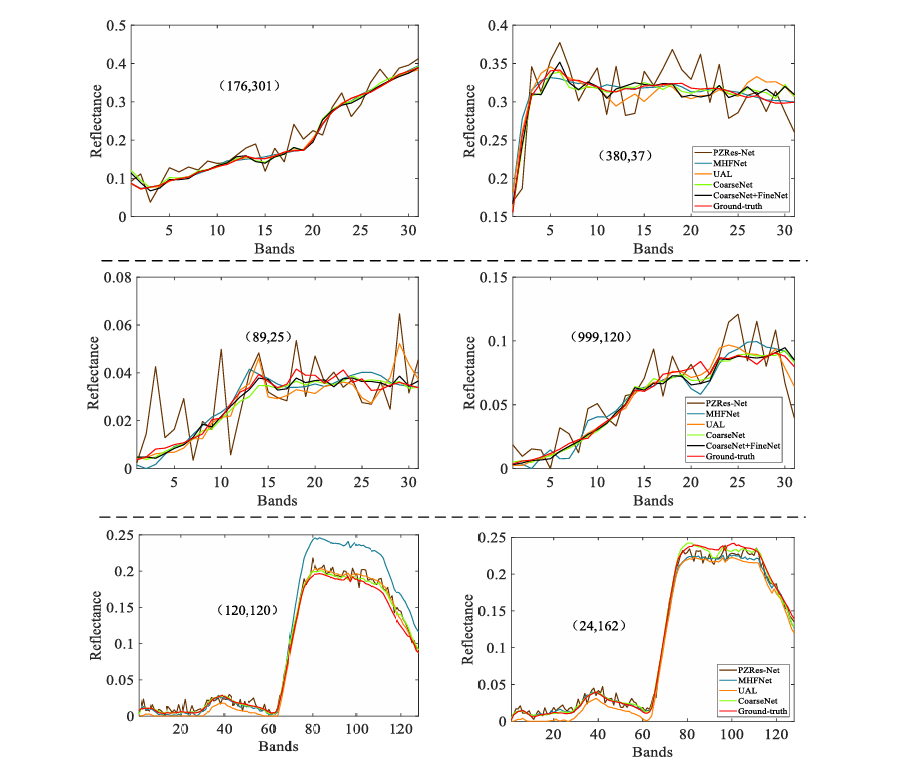 0.5
0.4
0.3
0.2
0.1
0
Reflectance
(176,301)
5
10
15
20
25
30
Bands
0.4
0.35
0.3
0.25
0.2
0.15
Reflectance
(380,37)
PZRes-Net
MHFNet
UAL
CoarseNet
CoarseNet+FineNet
Ground-truth
5
10
15
20
25
30
Bands
0.08
0.06
0.04
0.02
0
Reflectance
(89,25)
5
10
15
20
25
30
Bands
0.15
0.1
0.05
0
Reflectance
(999,120)
PZRes-Net
MHFNet
UAL
CoarseNet
CoarseNet+FineNet
Ground-truth
5
10
15
20
25
30
Bands
0.25
0.2
0.15
0.1
0.05
0
Reflectance
(120,120)
20
40
60
80
100
120
Bands
0.25
0.2
0.15
0.1
0.05
0
Reflectance
(24,162)
PZRes-Net
MHFNet
UAL
CoarseNet
Ground-truth
20
40
60
80
100
120
Bands